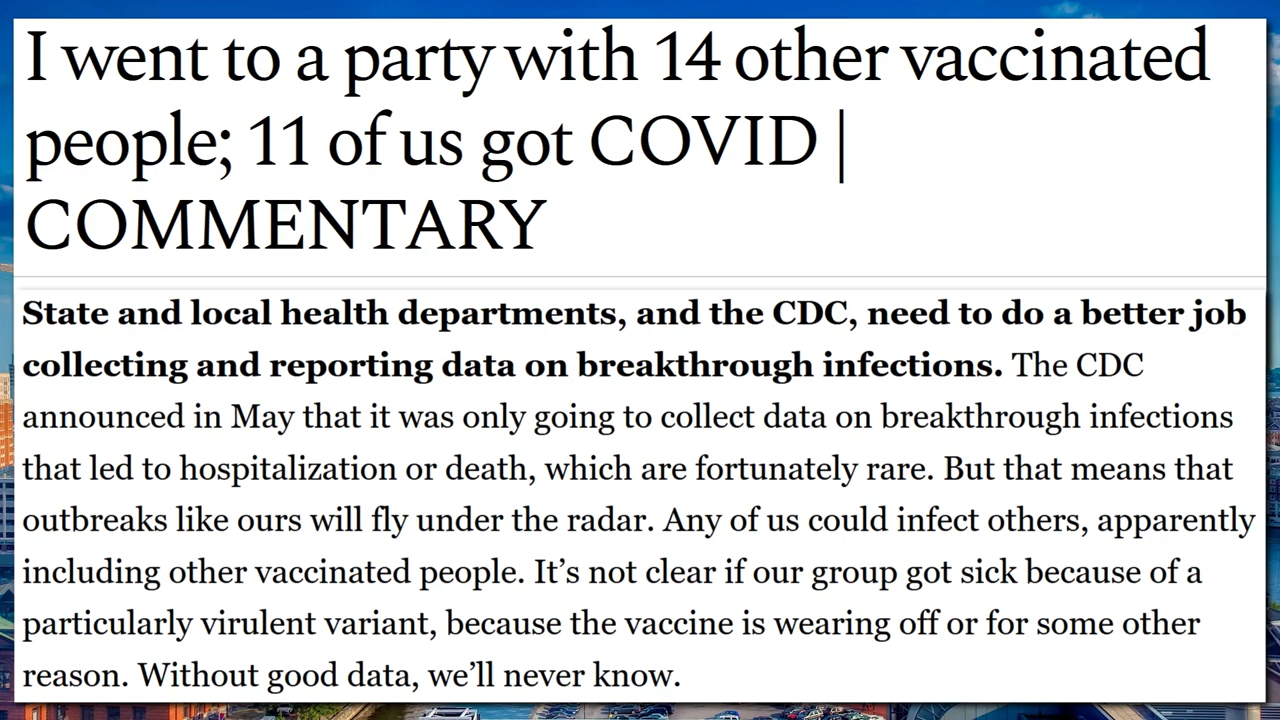 I went to a party with 14 other vaccinated
people; 11 of us got COVID |
COMMENTARY
State and local health departments, and the CDC, need to do a better job
collecting and reporting data on breakthrough infections. The CDC
announced in May that it was only going to collect data on breakthrough infections
that led to hospitalization or death, which are fortunately rare. But that means that
outbreaks like ours will fly under the radar. Any of us could infect others, apparently
including other vaccinated people. It’s not clear if our group got sick because of a
particularly virulent variant, because the vaccine is wearing off or for some other
reason. Without good data, we’ll never know.